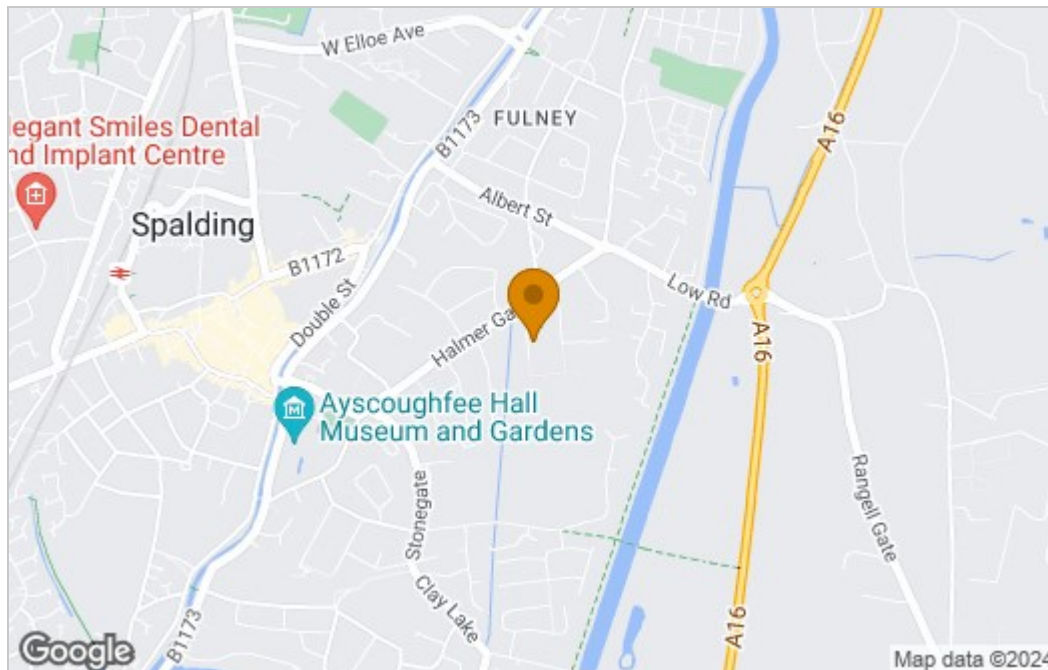 W Elloe Ave
B1173
FULNEY
A16
egant Smiles Dental
nd Implant Centre
Spalding
Albert St
B1172
Low Rd
Double St
Halmer Ga
A16
Ayscoughfee Hall
Museum and Gardens
Rangell Gate
Stonegate
Clay Lake
B1173
A16
Google
Map data ©2024